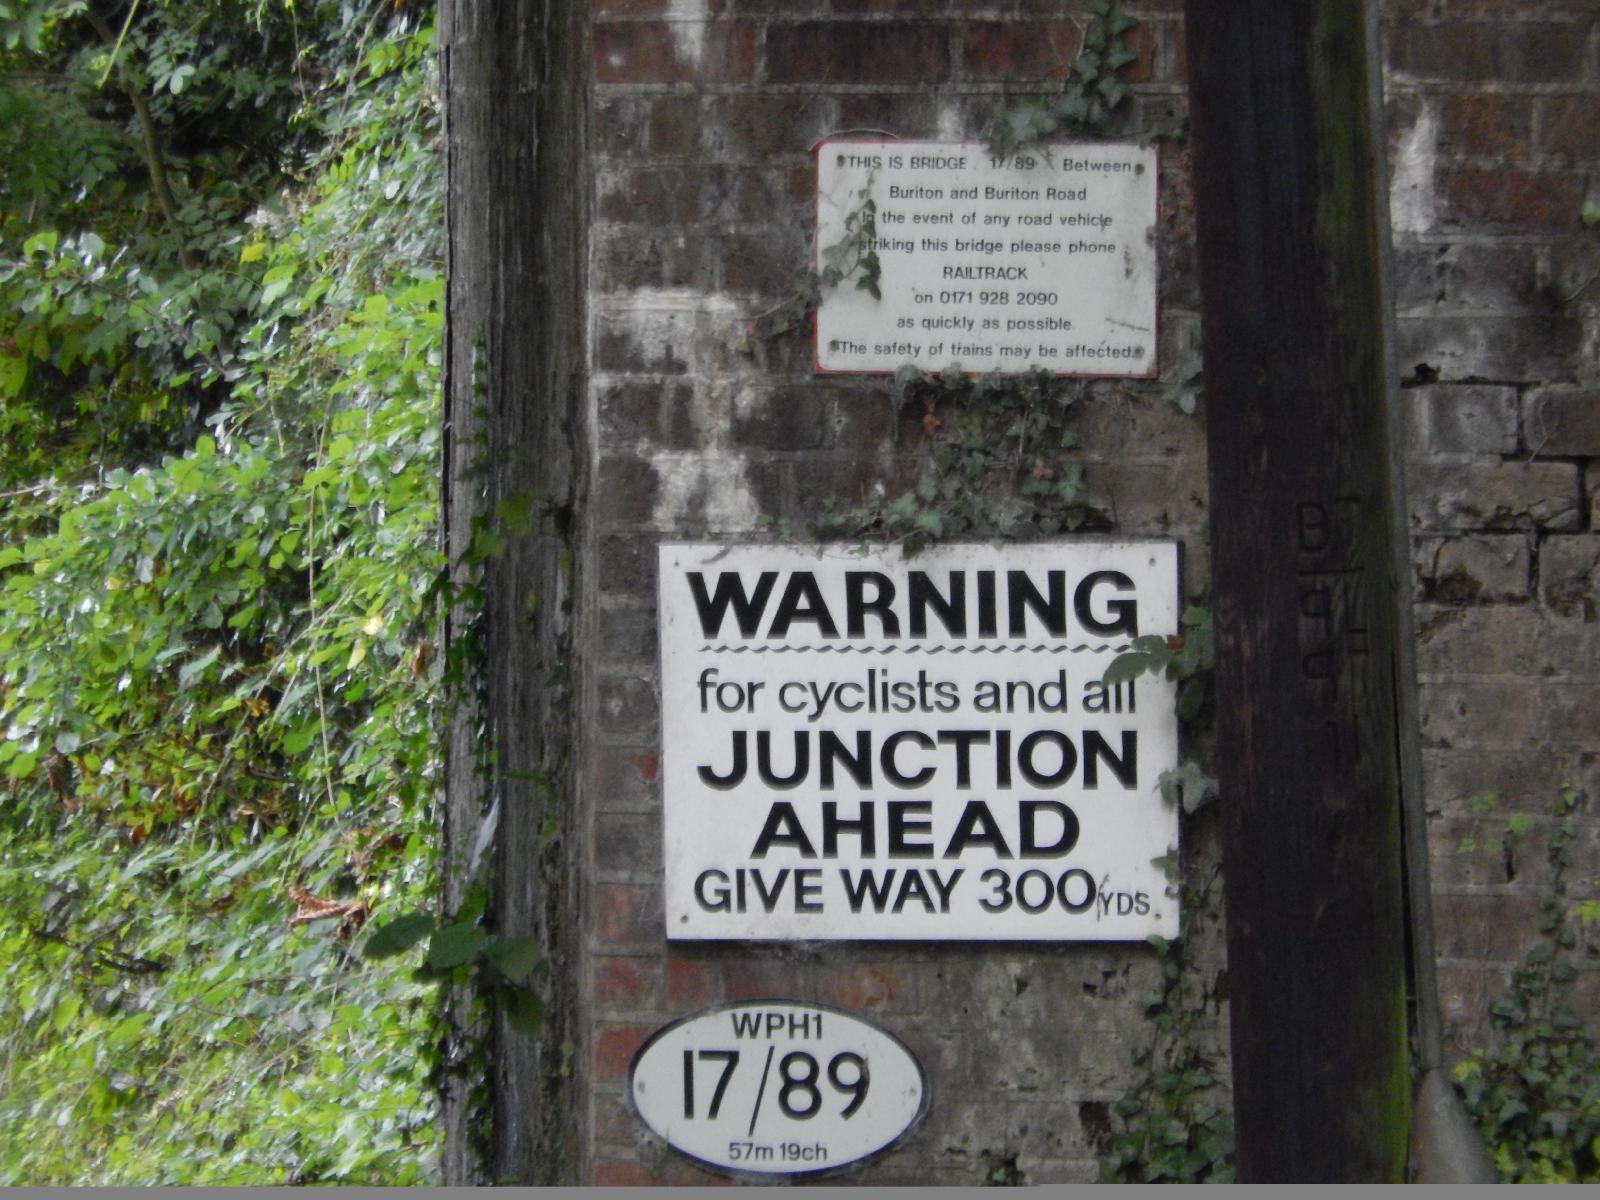 THIS IS BRIDGE 17/89 Between
Buriton and Buriton Road
In the event of any road vehicle
striking this bridge please phone
RAILTRACK
on 0171 928 2090
as quickly as possible.
The safety of trains may be affected.
WARNING
for cyclists and all
JUNCTION
AHEAD
GIVE WAY 300 YDS
WPH1
17/89
57m 19ch